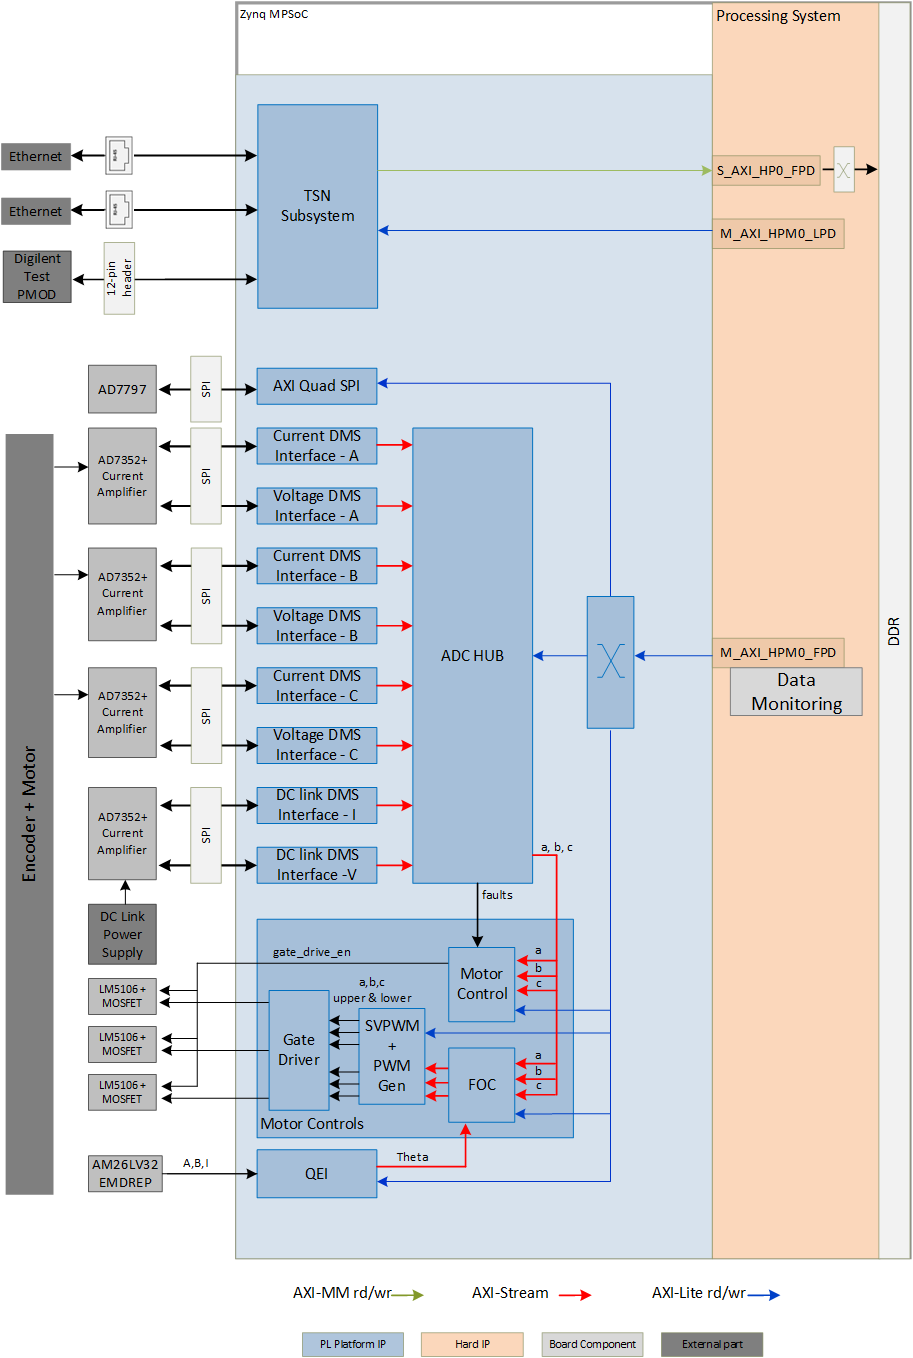 Zynq MPSoC
Processing System
Ethernet
RJ-45
TSN
Subsystem
S_AXI_HP0_FPD
Ethernet
RJ-45
M_AXI_HPM0_LPD
Digilent
Test
PMOD
12-pin
header
AD7797
SPI
AXI Quad SPI
AD7352+
Current
Amplifier
SPI
Current DMS
Interface - A
Voltage DMS
Interface - A
AD7352+
Current
Amplifier
SPI
Current DMS
Interface - B
Voltage DMS
Interface - B
ADC HUB
M_AXI_HPM0_FPD
Data
Monitoring
DDR
AD7352+
Current
Amplifier
SPI
Current DMS
Interface - C
Voltage DMS
Interface - C
Encoder + Motor
AD7352+
Current
Amplifier
SPI
DC link DMS
Interface - I
DC link DMS
Interface -V
a, b, c
faults
DC Link
Power
Supply
gate_drive_en
Motor
Control
a
b
c
LM5106+
MOSFET
a,b,c
upper & lower
LM5106+
MOSFET
Gate
Driver
SVPWM
+
PWM
Gen
FOC
a
b
c
LM5106+
MOSFET
Motor Controls
AM26LV32
EMDREP
A,B,I
QEI
Theta
AXI-MM rd/wr
AXI-Stream
AXI-Lite rd/wr
PL Platform IP
Hard IP
Board Component
External part